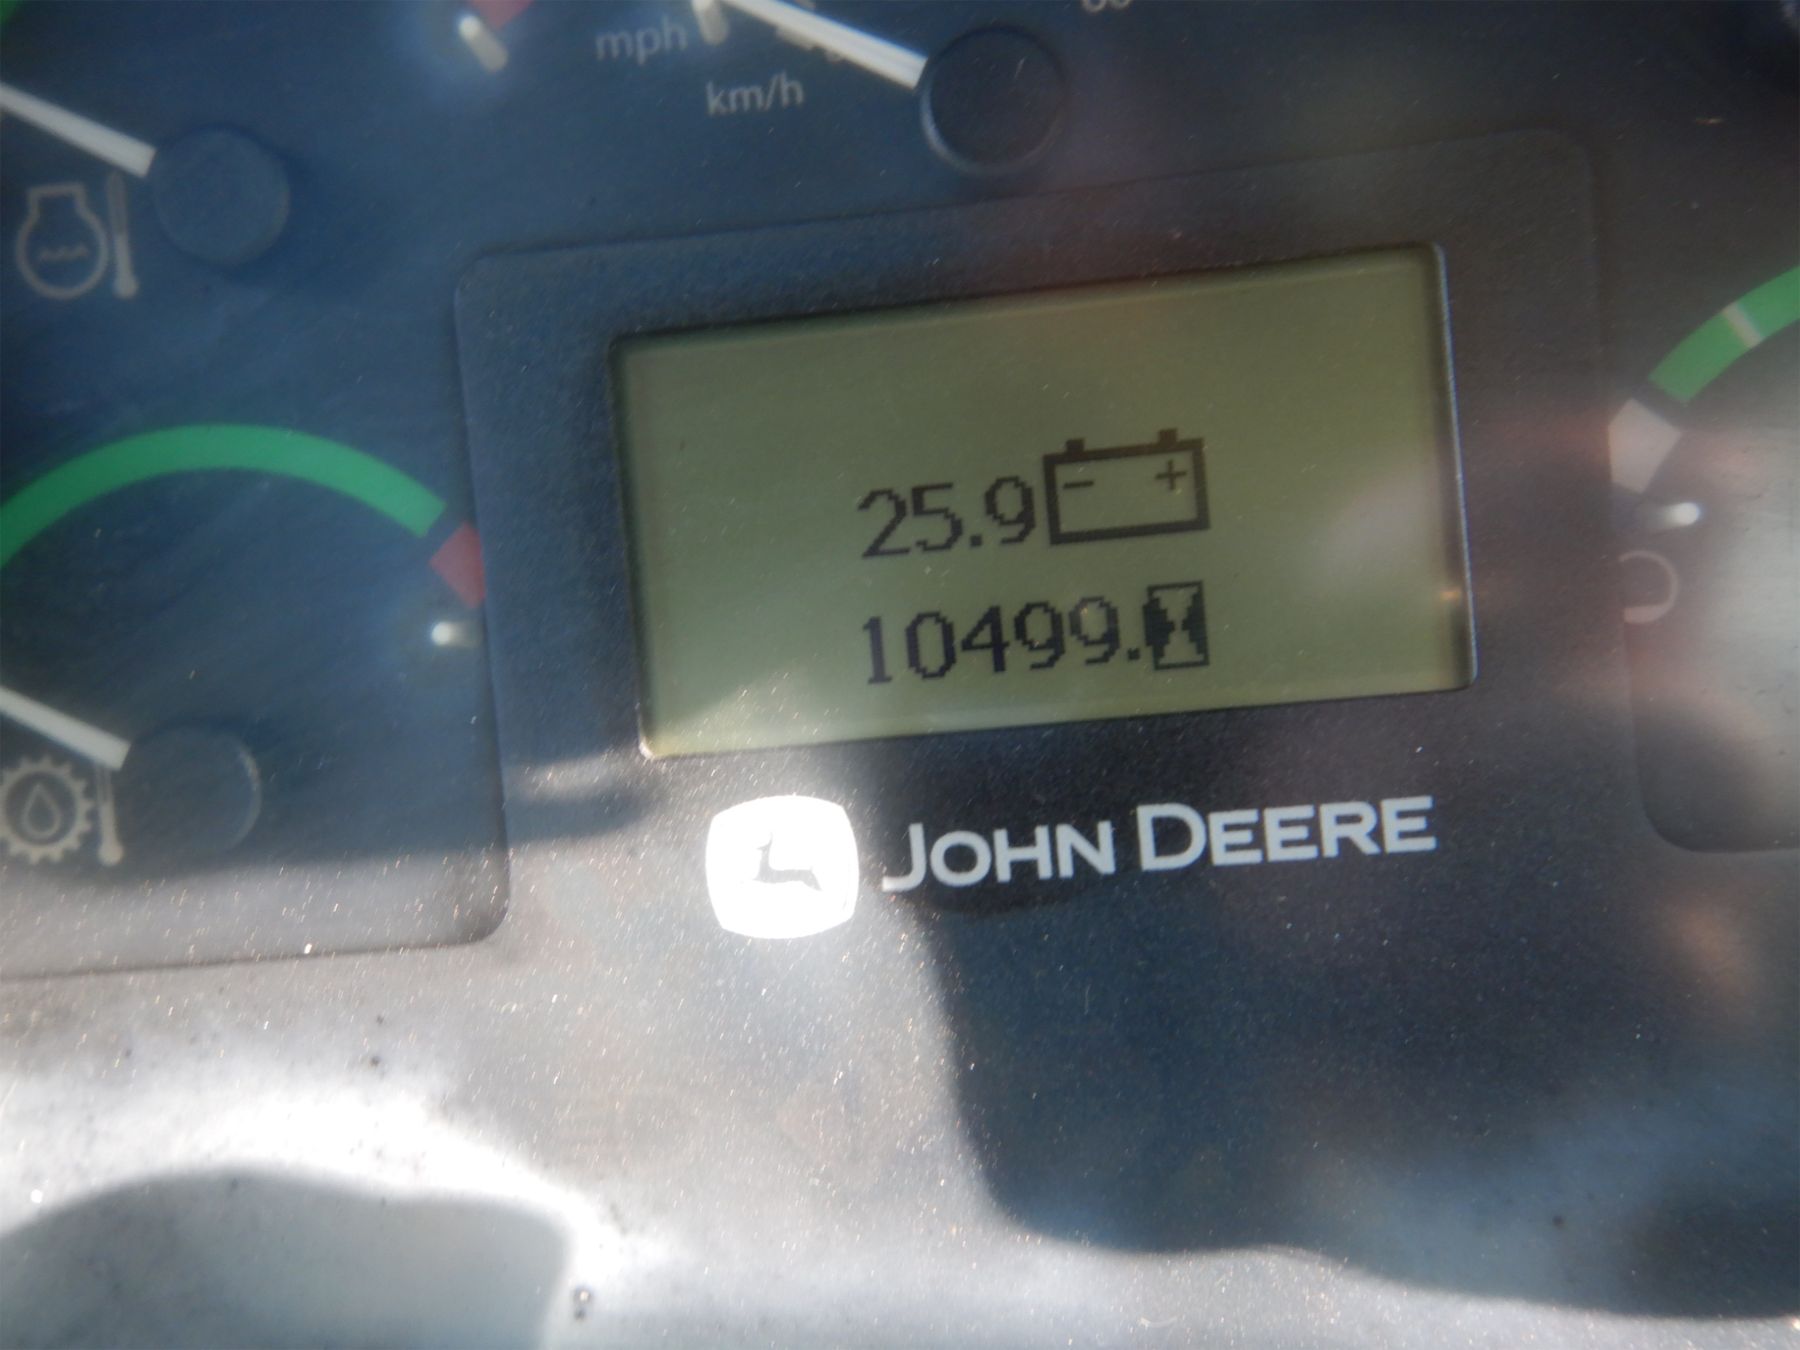 mph
km/h
25.9
10499.
JOHN DEERE